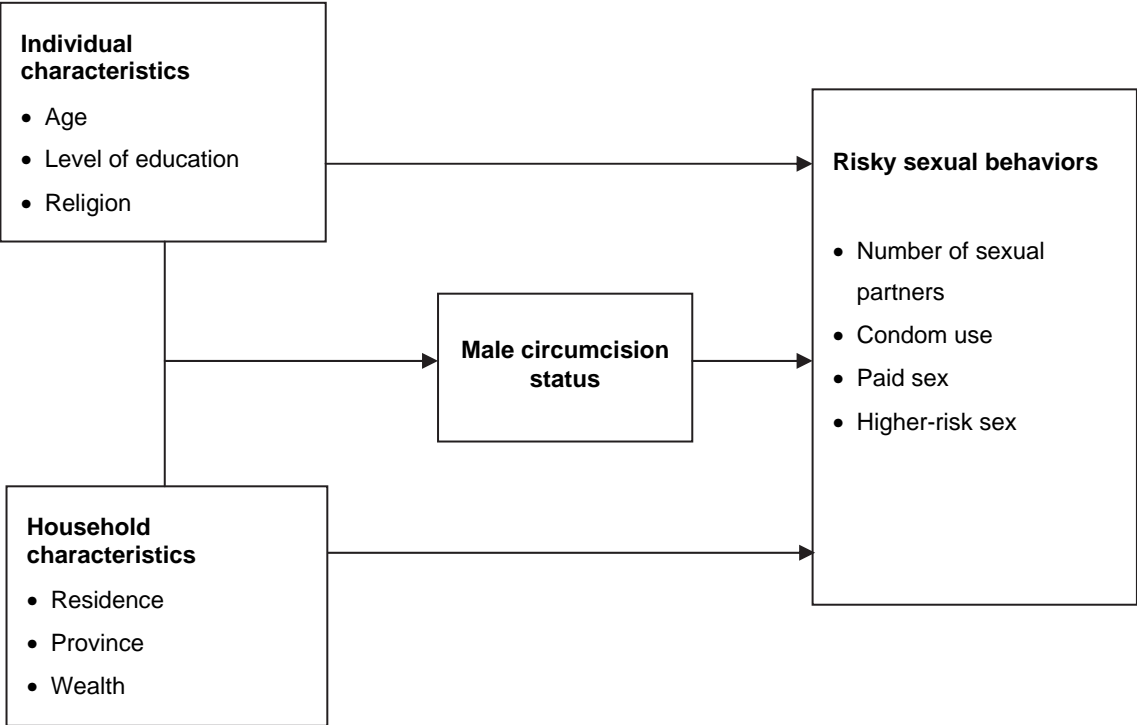 Individual
characteristics
• Age
• Level of education
• Religion
Male circumcision
status
Household
characteristics
• Residence
• Province
• Wealth
Risky sexual behaviors
• Number of sexual
partners
• Condom use
• Paid sex
• Higher-risk sex